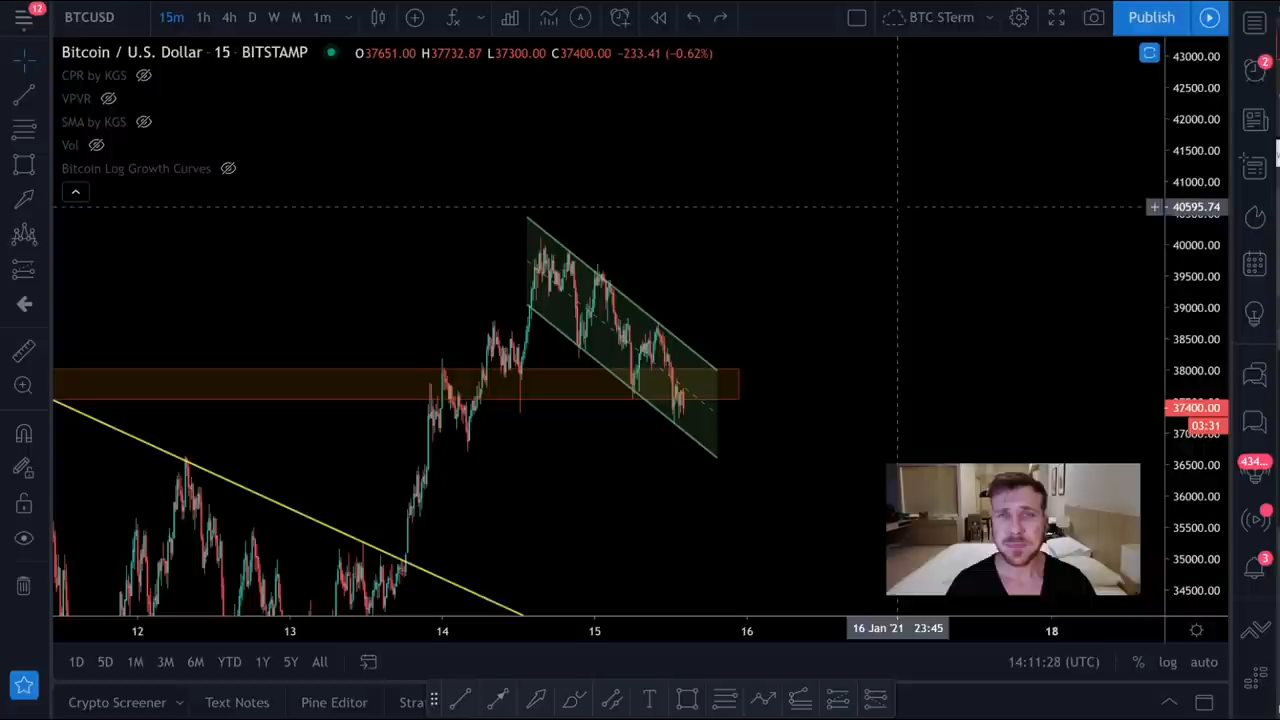 12
BTCUSD 15m 1h 4h D W M 1m BTC STerm Publish
Bitcoin / U.S. Dollar · 15 · BITSTAMP O37651.00 H37732.87 L37300.00 C37400.00 −233.41 (−0.62%)
CPR by KGS
VPVR
SMA by KGS
Vol
Bitcoin Log Growth Curves
43000.00
42500.00
42000.00
41500.00
41000.00
40595.74
40000.00
39500.00
39000.00
38500.00
38000.00
37400.00
03:31
37000.00
36500.00
36000.00
35500.00
35000.00
34500.00
2
434...
3
12 13 14 15 16 16 Jan '21 23:45 18
1D 5D 1M 3M 6M YTD 1Y 5Y All 14:11:28 (UTC) % log auto
Crypto Screener Text Notes Pine Editor Stra